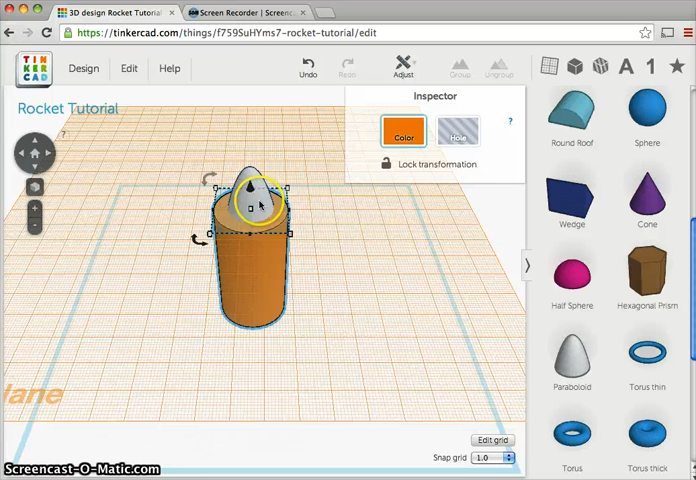 3D design Rocket Tutorial
Screen Recorder | Screenc
https://tinkercad.com/things/f759SuHYms7-rocket-tutorial/edit
TIN
KER
CAD
Design
Edit
Help
Undo
Redo
Adjust
Group
Ungroup
A
1
Rocket Tutorial
?
Inspector
Color
Hole
?
Lock transformation
Round Roof
Sphere
Wedge
Cone
Half Sphere
Hexagonal Prism
Paraboloid
Torus thin
Torus
Torus thick
lane
Edit grid
Snap grid
1.0
Screencast-O-Matic.com